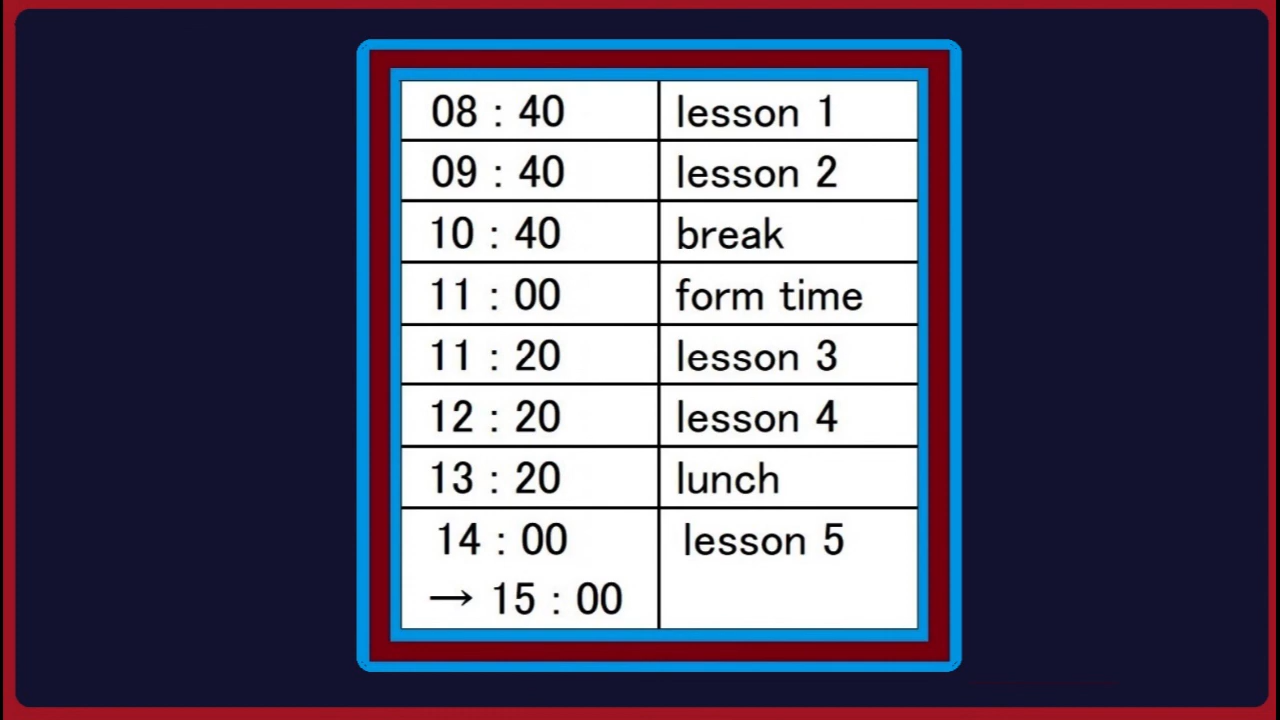 08 : 40 lesson 1
09 : 40 lesson 2
10 : 40 break
11 : 00 form time
11 : 20 lesson 3
12 : 20 lesson 4
13 : 20 lunch
14 : 00 lesson 5
→ 15 : 00